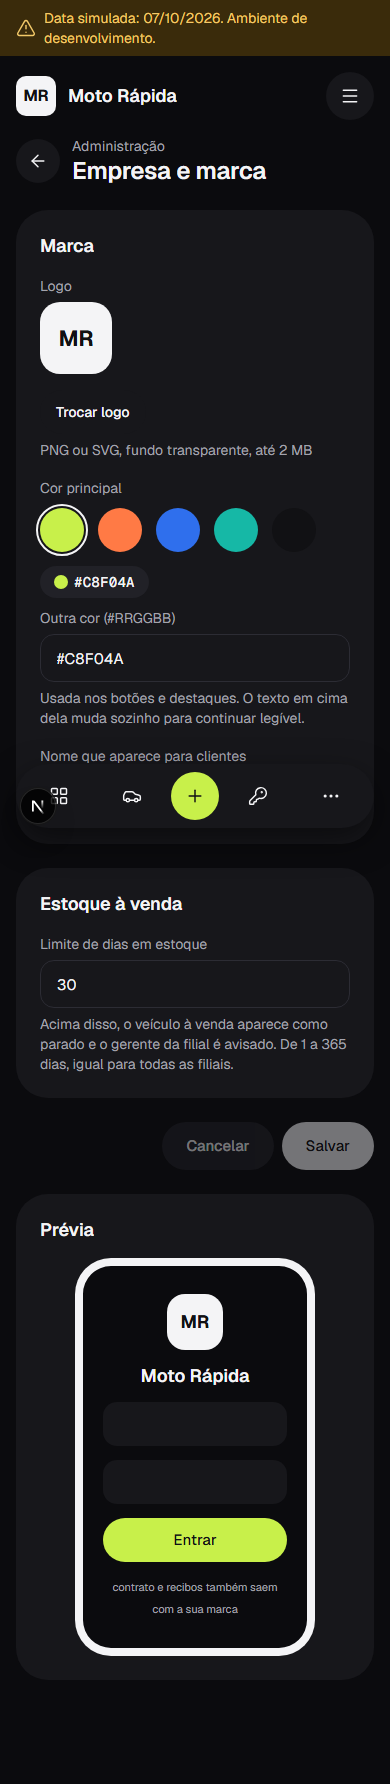 Data simulada: 07/10/2026. Ambiente de
desenvolvimento.
MR Moto Rápida
Administração
Empresa e marca
Marca
Logo
MR
Trocar logo
PNG ou SVG, fundo transparente, até 2 MB
Cor principal
#C8F04A
Outra cor (#RRGGBB)
#C8F04A
Usada nos botões e destaques. O texto em cima
dela muda sozinho para continuar legível.
Nome que aparece para clientes
N
Estoque à venda
Limite de dias em estoque
30
Acima disso, o veículo à venda aparece como
parado e o gerente da filial é avisado. De 1 a 365
dias, igual para todas as filiais.
Cancelar Salvar
Prévia
MR
Moto Rápida
Entrar
contrato e recibos também saem
com a sua marca